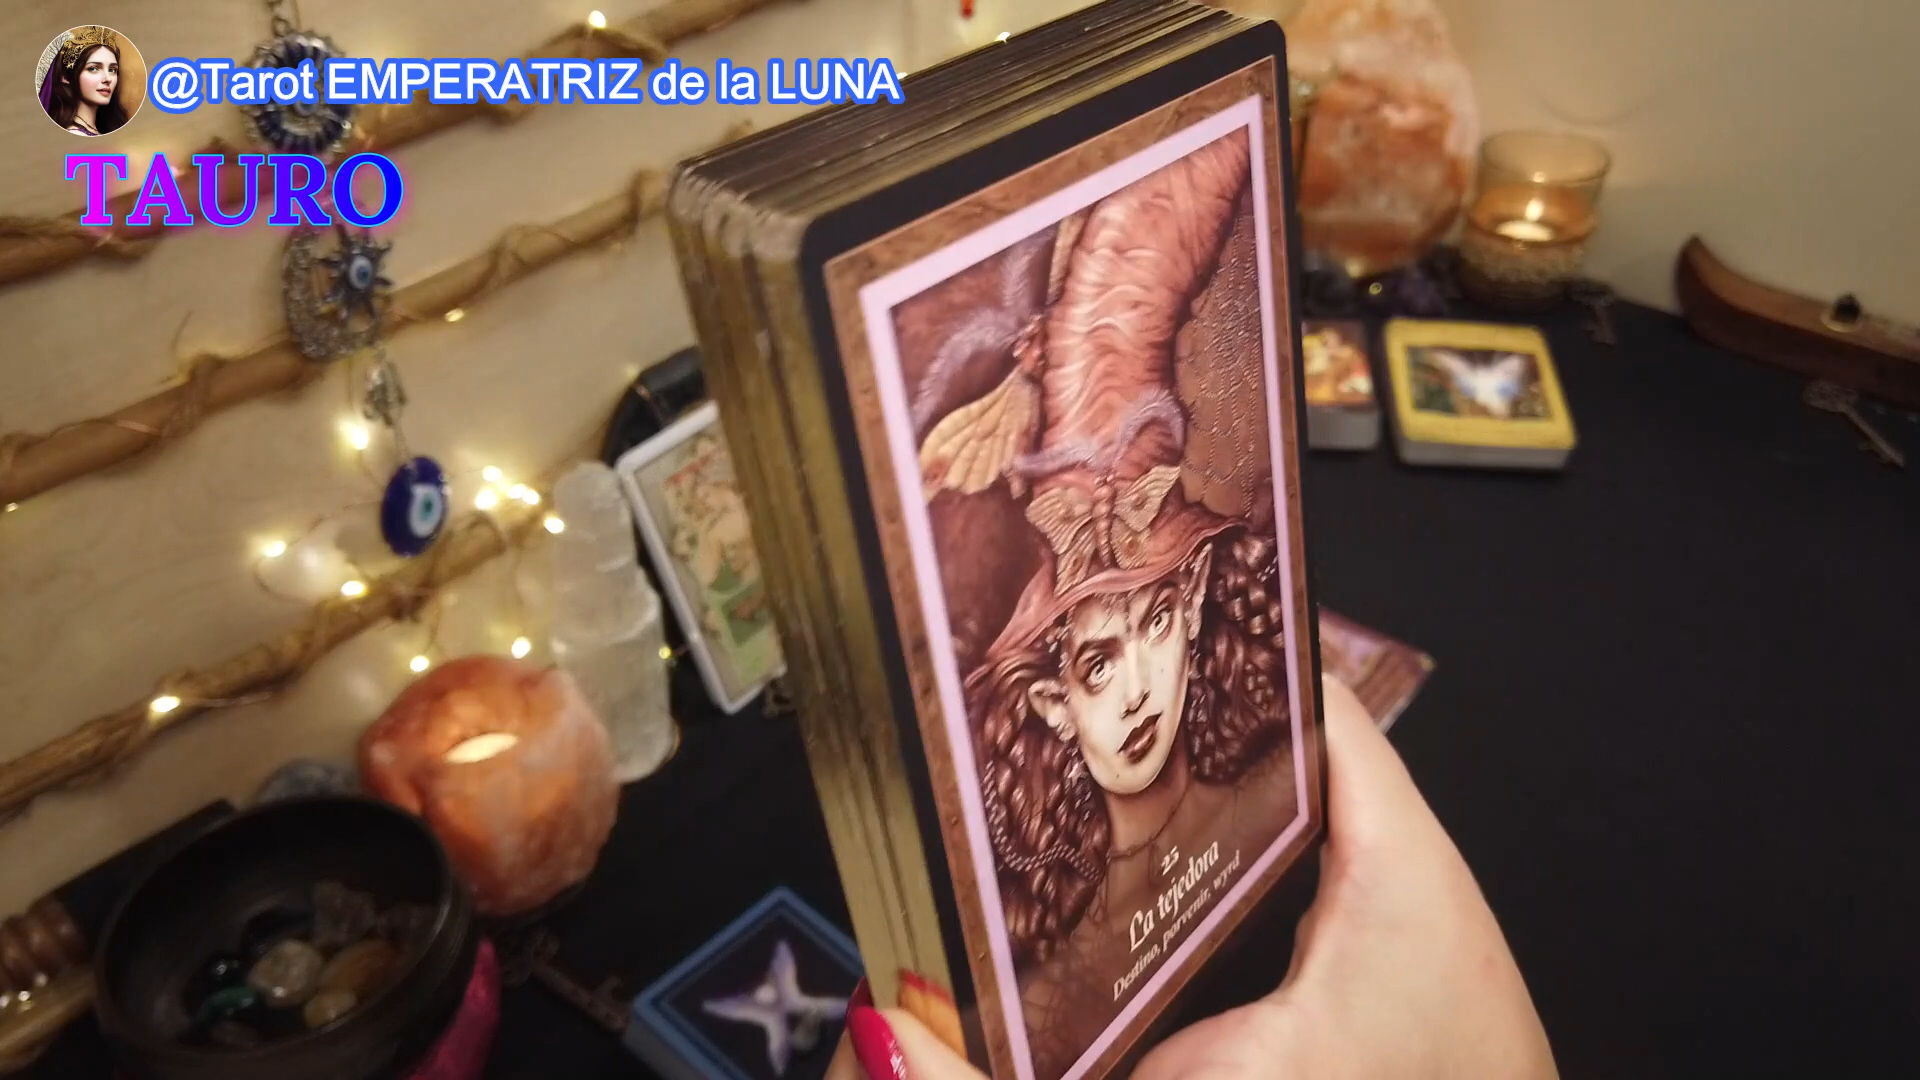 @Tarot EMPERATRIZ de la LUNA
TAURO
25
La tejedora
Destino, porvenir, wyrd